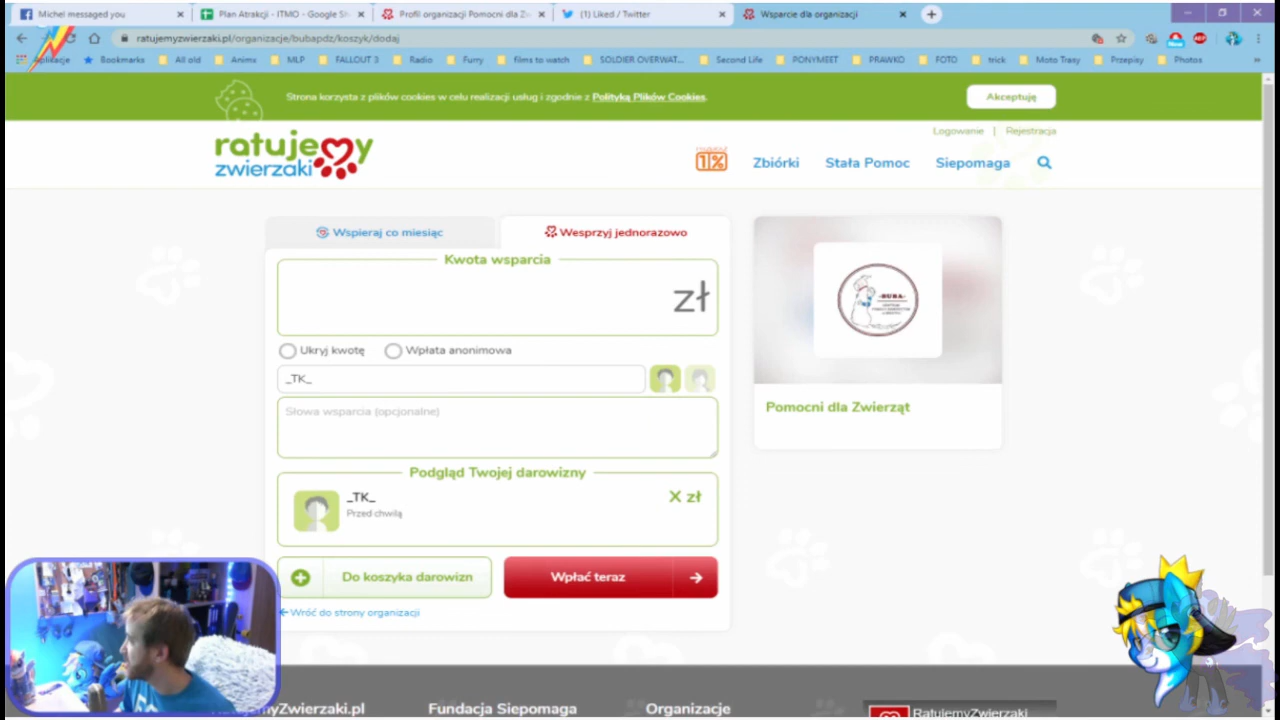 Michel messaged you
Plan Atrakcji - ITMO - Google Sh
Profil organizacji Pomocni dla Zw
(1) Liked / Twitter
Wsparcie dla organizacji
ratujemyzwierzaki.pl/organizacje/bubapdz/koszyk/dodaj
Aplikacje Bookmarks All old Animx MLP FALLOUT 3 Radio Furry films to watch SOLDIER OVERWAT... Second Life PONYMEET PRAWKO FOTO trick Moto Trasy Przepisy Photos
Strona korzysta z plików cookies w celu realizacji usług i zgodnie z Polityką Plików Cookies.
Akceptuję
Logowanie | Rejestracja
ratujemy
zwierzaki
1%
Zbiórki
Stała Pomoc
Siepomaga
Wspieraj co miesiąc
Wesprzyj jednorazowo
Kwota wsparcia
zł
Ukryj kwotę
Wpłata anonimowa
_TK_
Słowa wsparcia (opcjonalne)
Podgląd Twojej darowizny
_TK_
X zł
Przed chwilą
Do koszyka darowizn
Wpłać teraz
Wróć do strony organizacji
BUBA
Pomocni dla Zwierząt
Fundacja Siepomaga
Organizacje
RatujemyZwierzaki